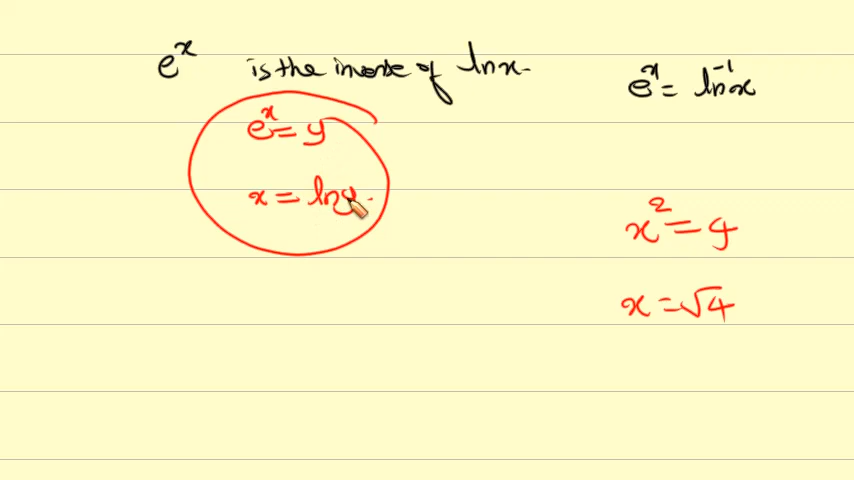 e^x is the inverse of ln x.
e^x = ln^-1 x
e^x = y
x = ln y.
x^2 = 4
x = √4